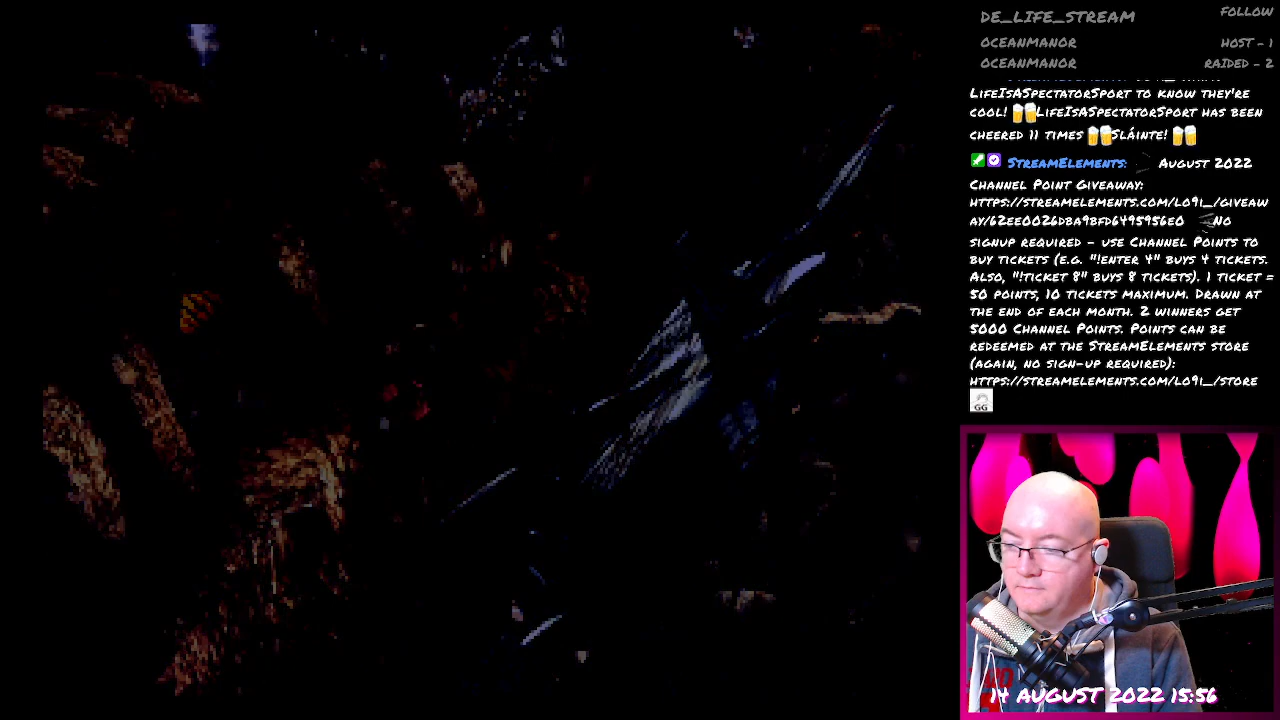 DE_LIFE_STREAM FOLLOW
OCEANMANOR HOST - 1
OCEANMANOR RAIDED - 2
LIFEISASPECTATORSPORT TO KNOW THEY'RE
COOL! LIFEISASPECTATORSPORT HAS BEEN
CHEERED 11 TIMES SLÁINTE!
STREAMELEMENTS: AUGUST 2022
CHANNEL POINT GIVEAWAY:
HTTPS://STREAMELEMENTS.COM/LO9I_/GIVEAW
AY/62EE0026DBA9BFD6495956E0 NO
SIGNUP REQUIRED - USE CHANNEL POINTS TO
BUY TICKETS (E.G. "!ENTER 4" BUYS 4 TICKETS.
ALSO, "!TICKET 8" BUYS 8 TICKETS). 1 TICKET =
50 POINTS, 10 TICKETS MAXIMUM. DRAWN AT
THE END OF EACH MONTH. 2 WINNERS GET
5000 CHANNEL POINTS. POINTS CAN BE
REDEEMED AT THE STREAMELEMENTS STORE
(AGAIN, NO SIGN-UP REQUIRED):
HTTPS://STREAMELEMENTS.COM/LO9I_/STORE
GG
14 AUGUST 2022 15:56